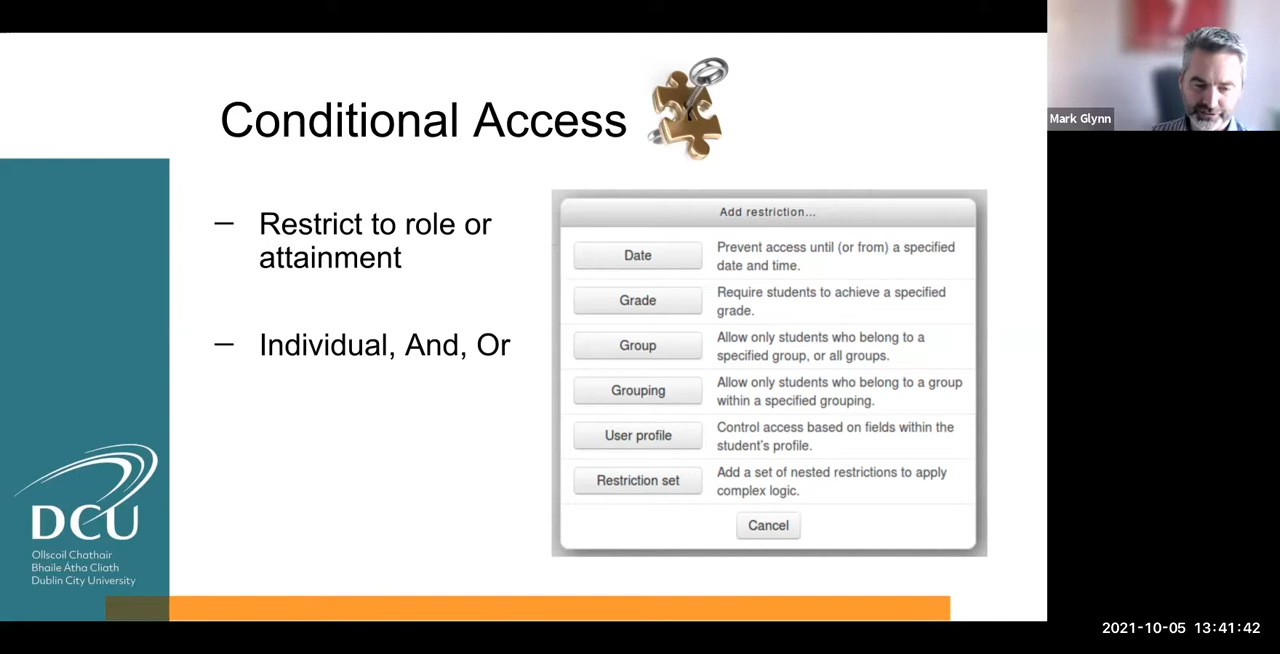 Conditional Access
Mark Glynn
– Restrict to role or
attainment
– Individual, And, Or
Add restriction...
Date
Prevent access until (or from) a specified
date and time.
Grade
Require students to achieve a specified
grade.
Group
Allow only students who belong to a
specified group, or all groups.
Grouping
Allow only students who belong to a group
within a specified grouping.
User profile
Control access based on fields within the
student's profile.
Restriction set
Add a set of nested restrictions to apply
complex logic.
Cancel
DCU
Ollscoil Chathair
Bhaile Átha Cliath
Dublin City University
2021-10-05 13:41:42